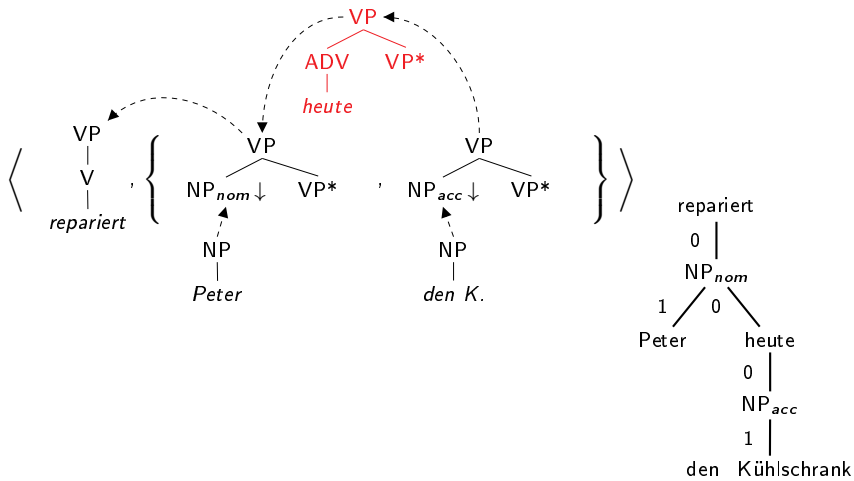 VP
ADV VP*
heute
VP VP VP
V , { NPnom↓ VP* , NPacc↓ VP* }
repariert
NP NP
Peter den K.
repariert
0
NPnom
1 0
Peter heute
0
NPacc
1
den Kühlschrank